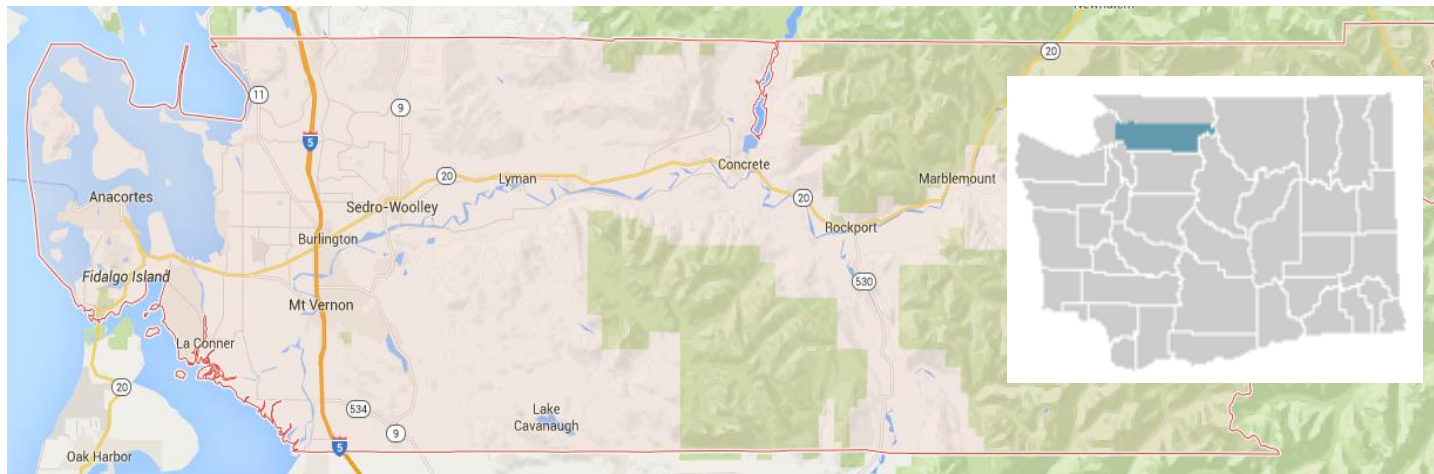 Newhalem
20
11
9
5
Concrete
20
Lyman
Marblemount
Anacortes
20
Sedro-Woolley
Rockport
Burlington
Fidalgo Island
530
Mt Vernon
La Conner
20
534
Lake
Cavanaugh
9
5
Oak Harbor